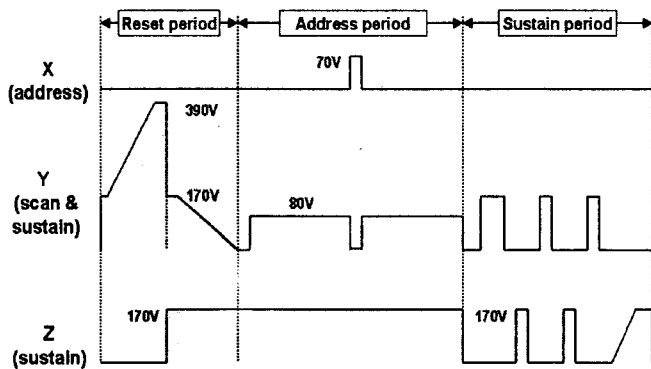 Reset period
Address period
Sustain period
X
(address)
70V
390V
Y
(scan &
sustain)
170V
80V
Z
(sustain)
170V
170V